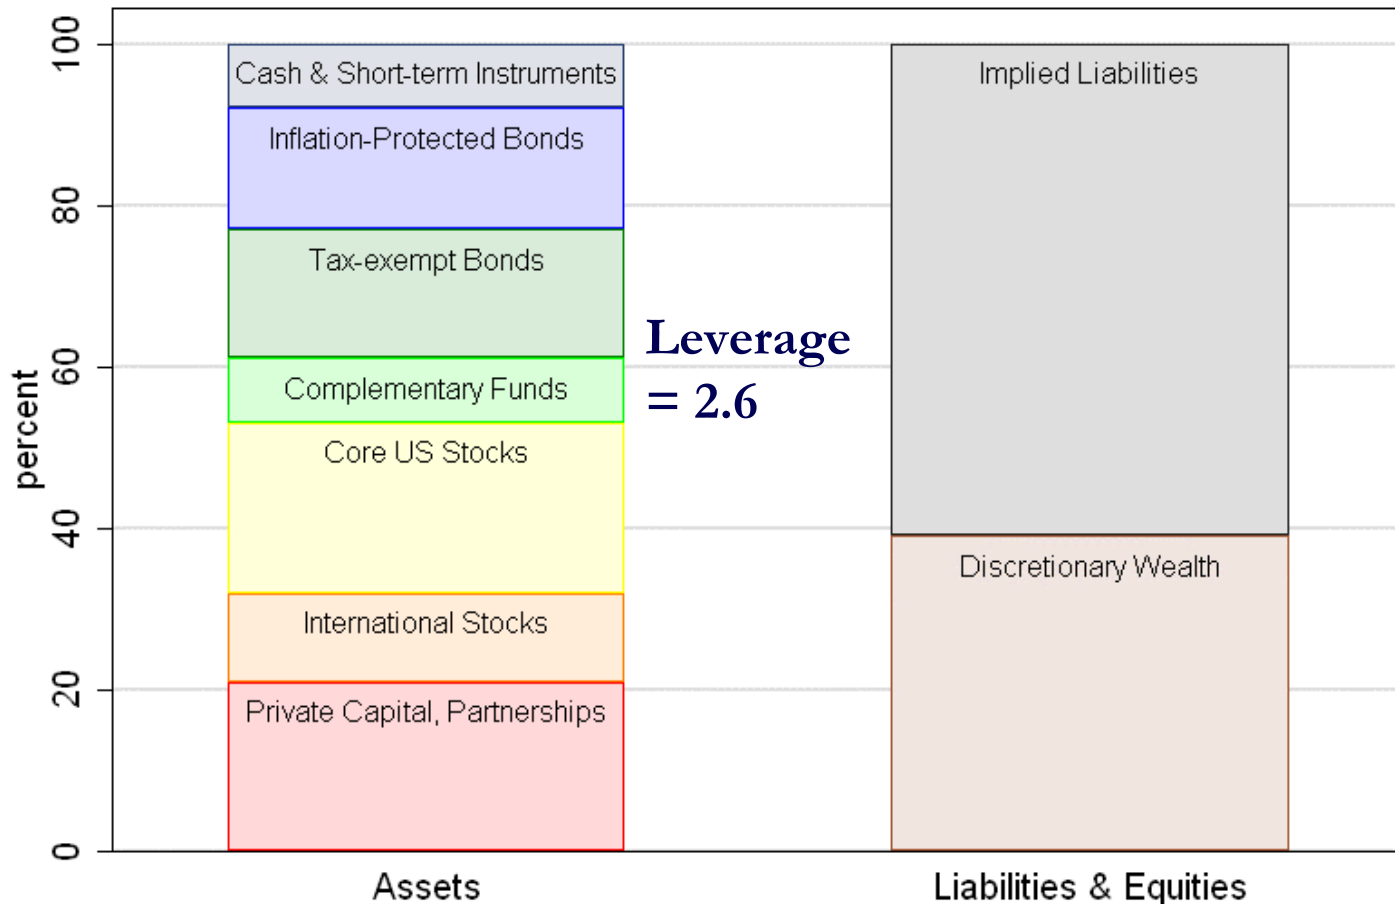 100
80
60
40
20
0
percent
Cash & Short-term Instruments
Inflation-Protected Bonds
Tax-exempt Bonds
Complementary Funds
Core US Stocks
International Stocks
Private Capital, Partnerships
Leverage
= 2.6
Implied Liabilities
Discretionary Wealth
Assets
Liabilities & Equities